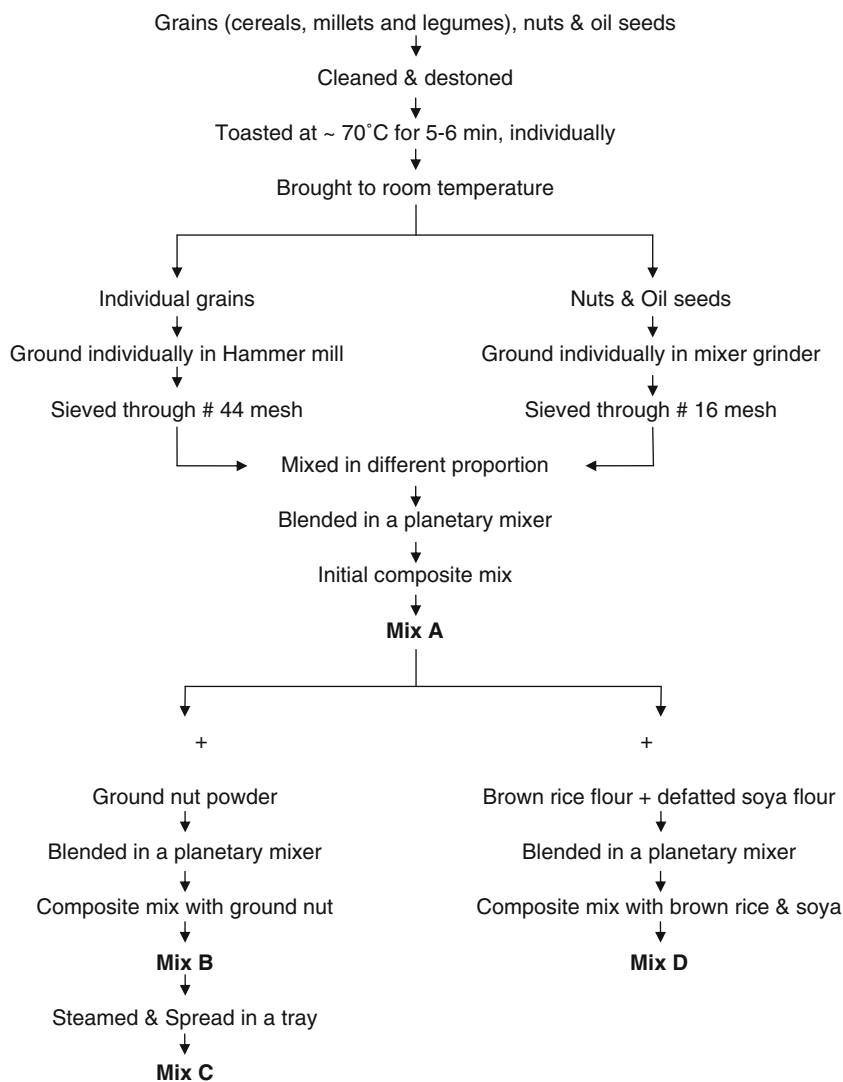 Grains (cereals, millets and legumes), nuts & oil seeds
Cleaned & destoned
Toasted at ~ 70˚C for 5-6 min, individually
Brought to room temperature
Individual grains
Nuts & Oil seeds
Ground individually in Hammer mill
Ground individually in mixer grinder
Sieved through # 44 mesh
Sieved through # 16 mesh
Mixed in different proportion
Blended in a planetary mixer
Initial composite mix
Mix A
+
+
Ground nut powder
Brown rice flour + defatted soya flour
Blended in a planetary mixer
Blended in a planetary mixer
Composite mix with ground nut
Composite mix with brown rice & soya
Mix B
Mix D
Steamed & Spread in a tray
Mix C